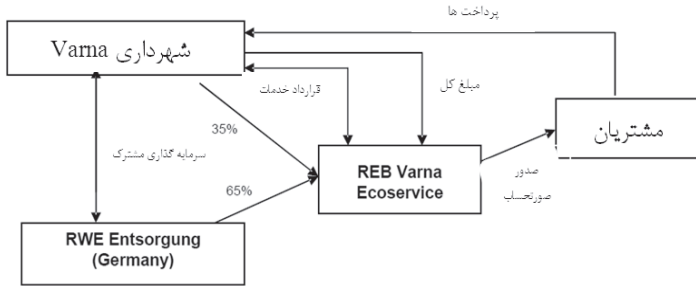 پرداخت ها
شهرداری Varna
قرارداد خدمات
مبلغ کل
مشتریان
35%
سرمایه گذاری مشترک
REB Varna
Ecoservice
صدور
صورتحساب
65%
RWE Entsorgung
(Germany)